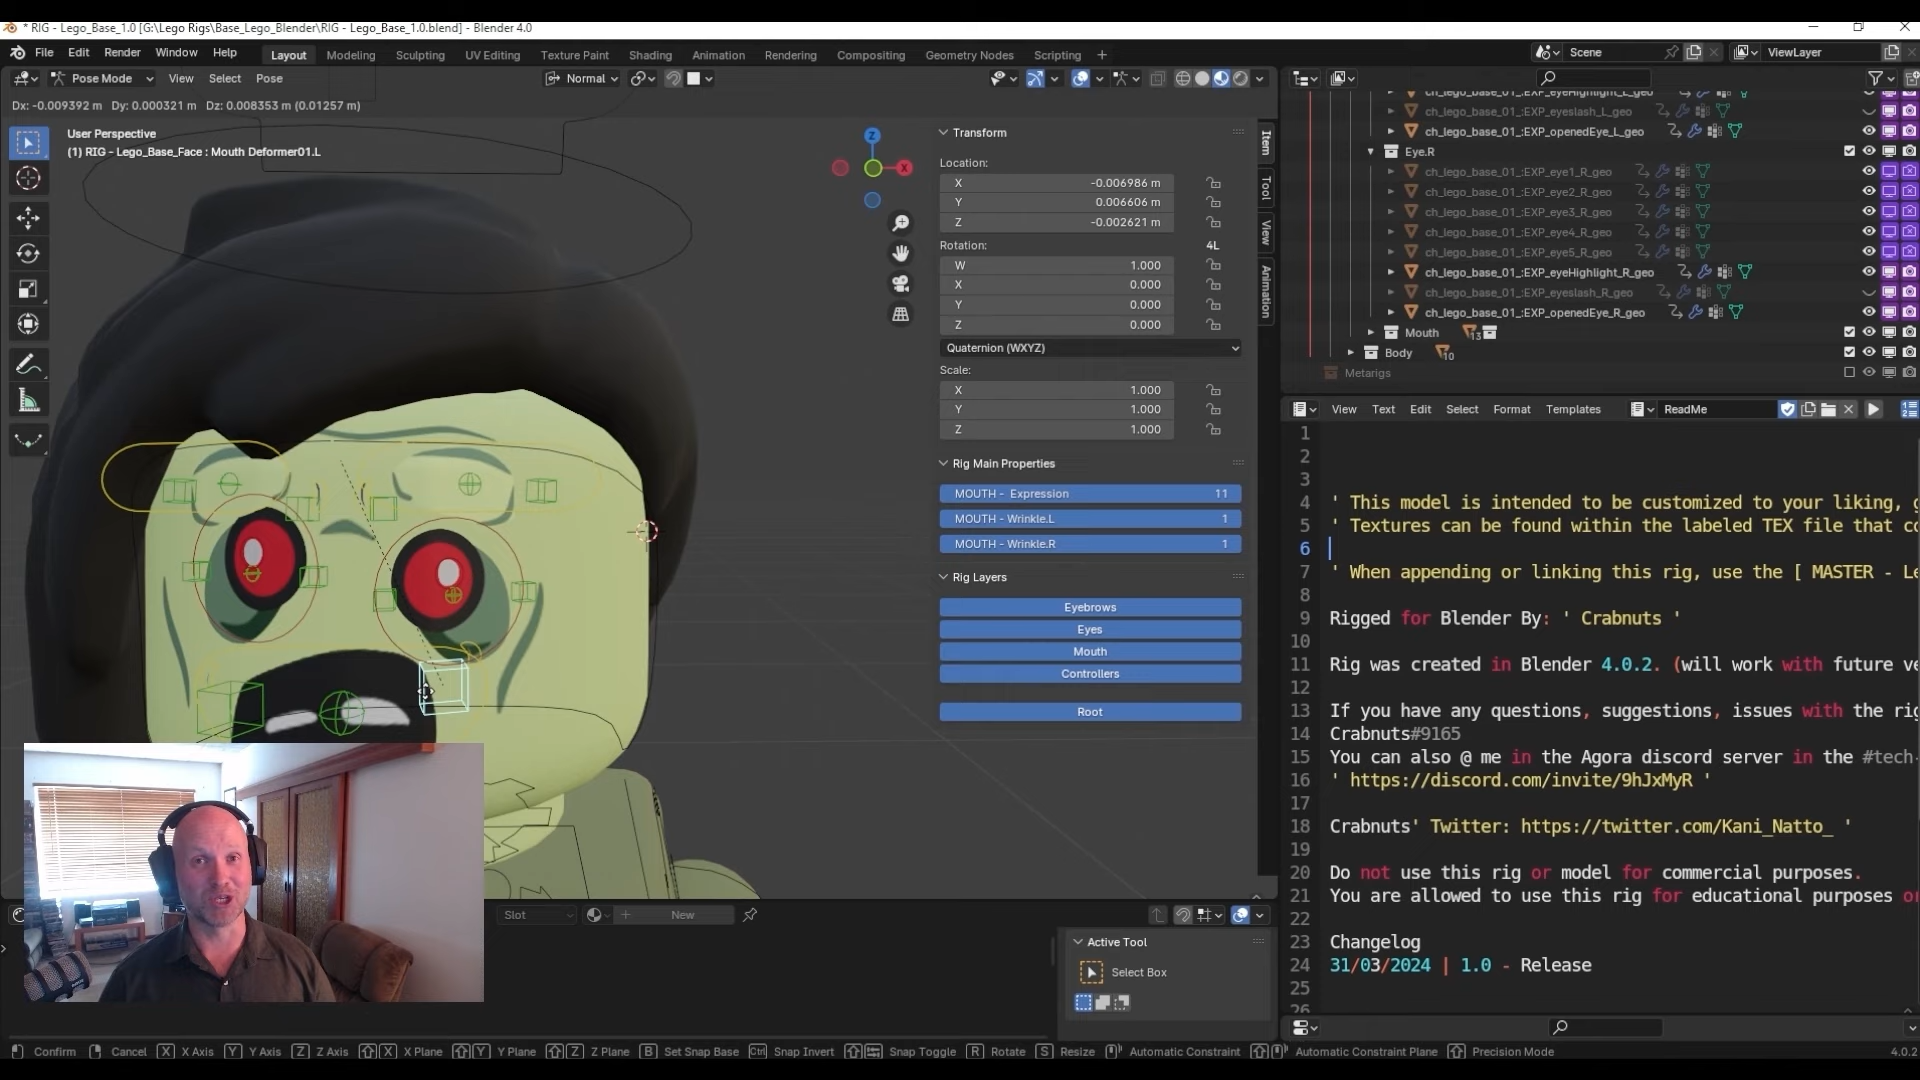 * RIG - Lego_Base_1.0 [G:\Lego Rigs\Base_Lego_Blender\RIG - Lego_Base_1.0.blend] - Blender 4.0
File Edit Render Window Help Layout Modeling Sculpting UV Editing Texture Paint Shading Animation Rendering Compositing Geometry Nodes Scripting + Scene ViewLayer
Pose Mode View Select Pose Normal
Dx: -0.009392 m Dy: 0.000321 m Dz: 0.008353 m (0.01257 m)
User Perspective
(1) RIG - Lego_Base_Face : Mouth Deformer01.L
Z
X
Transform
Location:
X -0.006986 m
Y 0.006606 m
Z -0.002621 m
Rotation: 4L
W 1.000
X 0.000
Y 0.000
Z 0.000
Quaternion (WXYZ)
Scale:
X 1.000
Y 1.000
Z 1.000
Rig Main Properties
MOUTH - Expression 11
MOUTH - Wrinkle.L 1
MOUTH - Wrinkle.R 1
Rig Layers
Eyebrows
Eyes
Mouth
Controllers
Root
Item
Tool
View
Animation
ch_lego_base_01_:EXP_eyeHighlight_L_geo
ch_lego_base_01_:EXP_eyeslash_L_geo
ch_lego_base_01_:EXP_openedEye_L_geo
Eye.R
ch_lego_base_01_:EXP_eye1_R_geo
ch_lego_base_01_:EXP_eye2_R_geo
ch_lego_base_01_:EXP_eye3_R_geo
ch_lego_base_01_:EXP_eye4_R_geo
ch_lego_base_01_:EXP_eye5_R_geo
ch_lego_base_01_:EXP_eyeHighlight_R_geo
ch_lego_base_01_:EXP_eyeslash_R_geo
ch_lego_base_01_:EXP_openedEye_R_geo
Mouth 13
Body 10
Metarigs
View Text Edit Select Format Templates ReadMe
1
2
3
4 ' This model is intended to be customized to your liking, g
5 ' Textures can be found within the labeled TEX file that co
6
7 ' When appending or linking this rig, use the [ MASTER - Le
8
9 Rigged for Blender By: ' Crabnuts '
10
11 Rig was created in Blender 4.0.2. (will work with future ve
12
13 If you have any questions, suggestions, issues with the rig
14 Crabnuts#9165
15 You can also @ me in the Agora discord server in the #tech-
16 ' https://discord.com/invite/9hJxMyR '
17
18 Crabnuts' Twitter: https://twitter.com/Kani_Natto_ '
19
20 Do not use this rig or model for commercial purposes.
21 You are allowed to use this rig for educational purposes or
22
23 Changelog
24 31/03/2024 | 1.0 - Release
25
26
Slot New
Active Tool
Select Box
Confirm Cancel X X Axis Y Y Axis Z Z Axis X X Plane Y Y Plane Z Z Plane B Set Snap Base Ctrl Snap Invert Snap Toggle R Rotate S Resize Automatic Constraint Automatic Constraint Plane Precision Mode 4.0.2